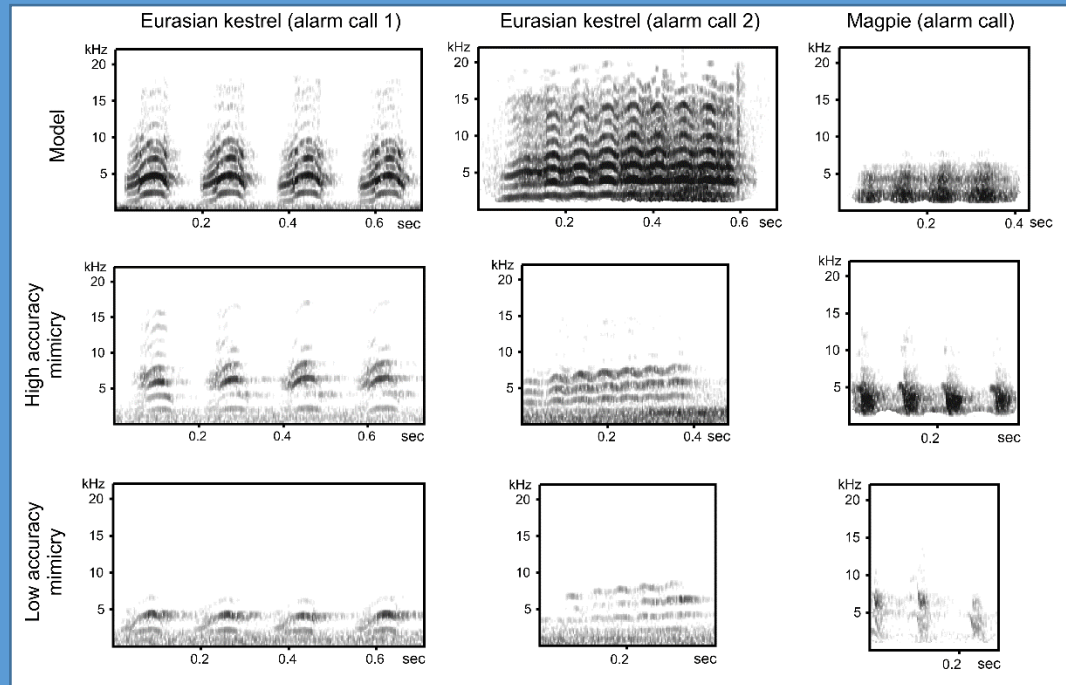 Eurasian kestrel (alarm call 1) Eurasian kestrel (alarm call 2) Magpie (alarm call)
Model
kHz
20
15
10
5
0.2 0.4 0.6 sec
kHz
20
15
10
5
0.2 0.4 0.6 sec
kHz
20
15
10
5
0.2 0.4 sec
High accuracy
mimicry
kHz
20
15
10
5
0.2 0.4 0.6 sec
kHz
20
15
10
5
0.2 0.4 sec
kHz
20
15
10
5
0.2 sec
Low accuracy
mimicry
kHz
20
15
10
5
0.2 0.4 0.6 sec
kHz
20
15
10
5
0.2 sec
kHz
20
15
10
5
0.2 sec